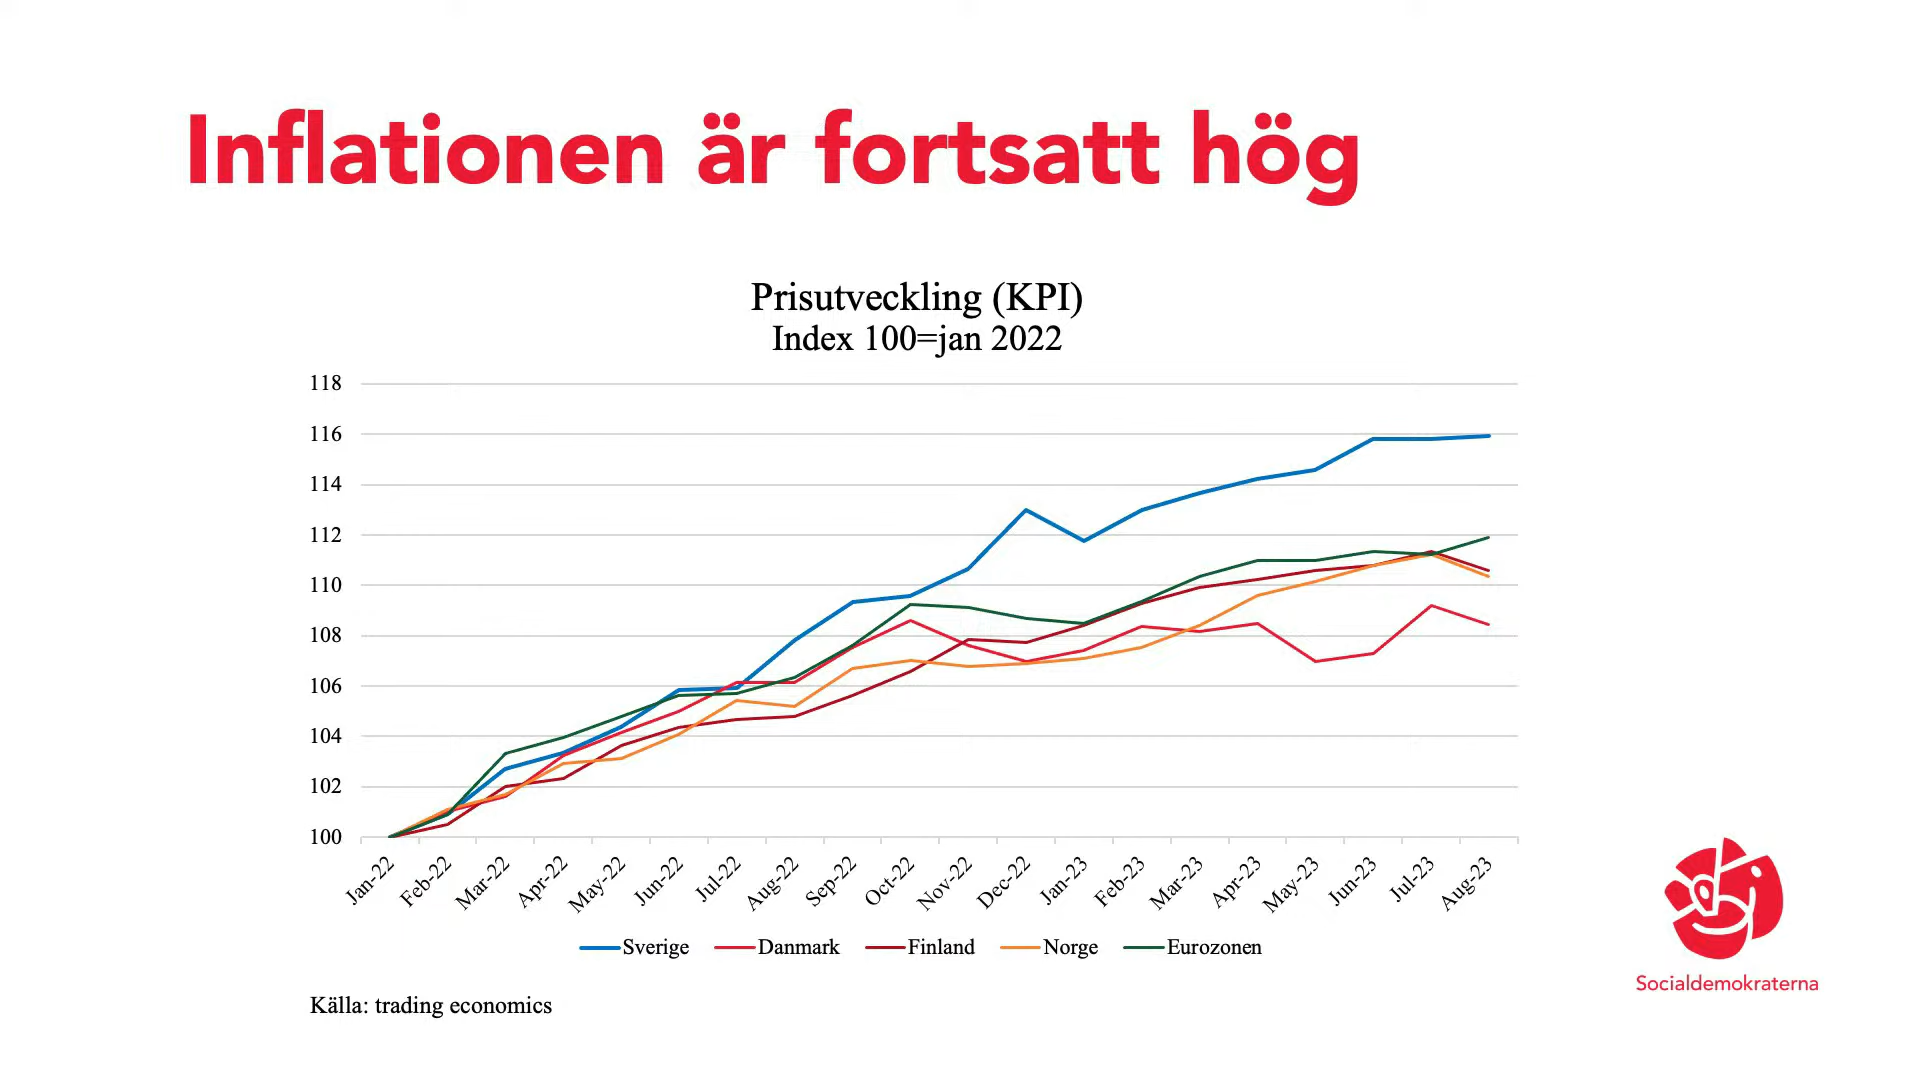 Inflationen är fortsatt hög
Prisutveckling (KPI)
Index 100=jan 2022
118
116
114
112
110
108
106
104
102
100
Jan-22 Feb-22 Mar-22 Apr-22 May-22 Jun-22 Jul-22 Aug-22 Sep-22 Oct-22 Nov-22 Dec-22 Jan-23 Feb-23 Mar-23 Apr-23 May-23 Jun-23 Jul-23 Aug-23
Sverige Danmark Finland Norge Eurozonen
Socialdemokraterna
Källa: trading economics